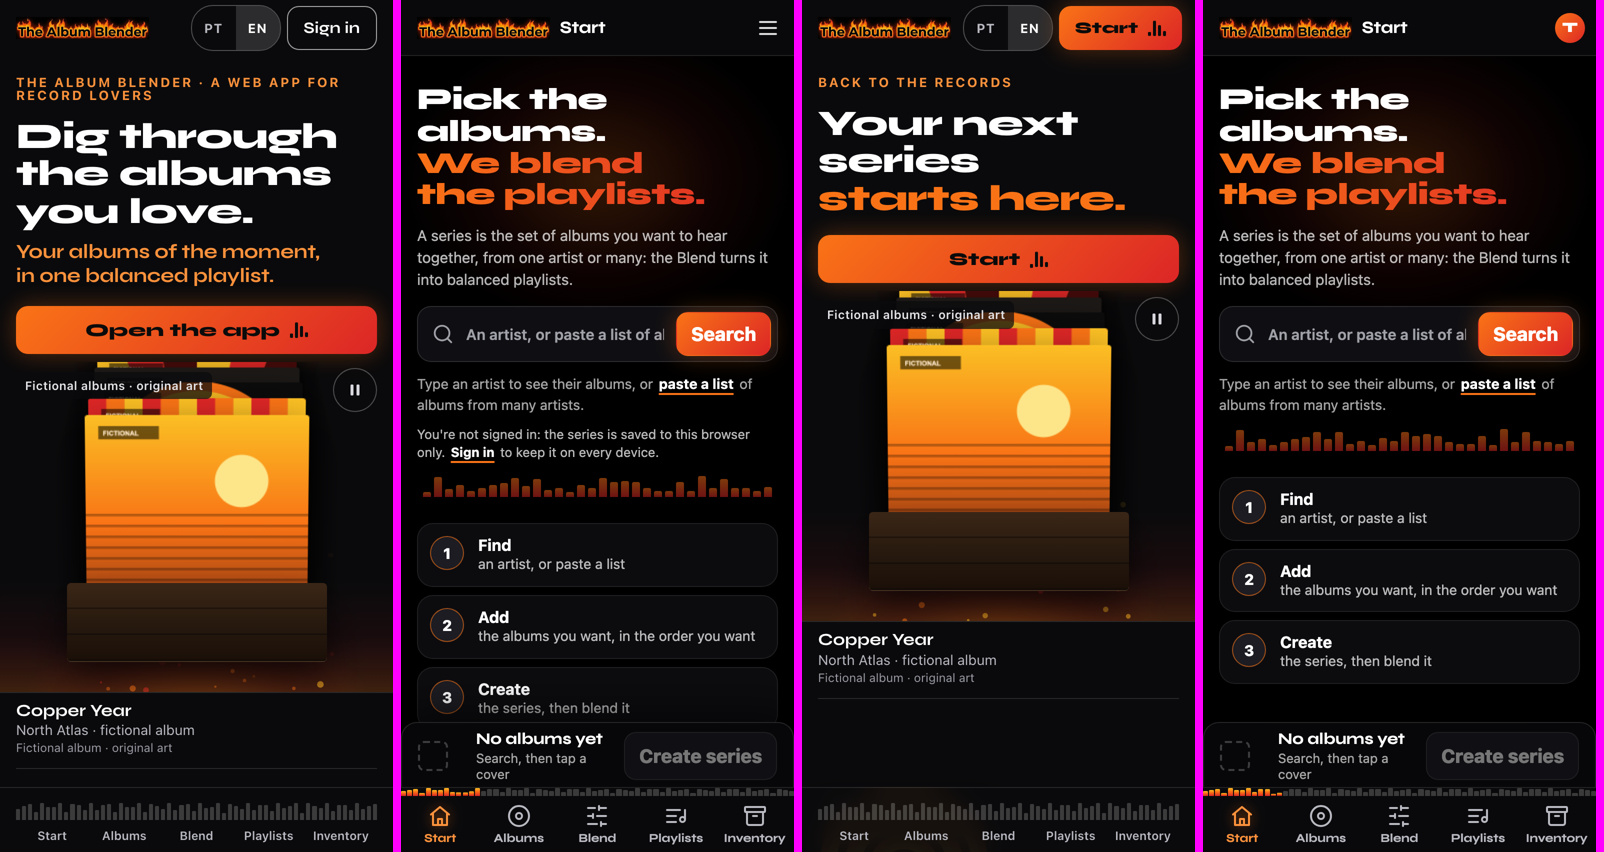 The Album Blender
PT EN
Sign in
THE ALBUM BLENDER · A WEB APP FOR
RECORD LOVERS
Dig through
the albums
you love.
Your albums of the moment,
in one balanced playlist.
Open the app
Fictional albums · original art
FICTIONAL
Copper Year
North Atlas · fictional album
Fictional album · original art
Start Albums Blend Playlists Inventory
The Album Blender Start
Pick the
albums.
We blend
the playlists.
A series is the set of albums you want to hear
together, from one artist or many: the Blend turns it
into balanced playlists.
An artist, or paste a list of al
Search
Type an artist to see their albums, or paste a list of
albums from many artists.
You're not signed in: the series is saved to this browser
only. Sign in to keep it on every device.
1 Find
an artist, or paste a list
2 Add
the albums you want, in the order you want
3 Create
the series, then blend it
No albums yet
Search, then tap a
cover
Create series
Start Albums Blend Playlists Inventory
The Album Blender
PT EN
Start
BACK TO THE RECORDS
Your next
series
starts here.
Start
Fictional albums · original art
FICTIONAL
Copper Year
North Atlas · fictional album
Fictional album · original art
Start Albums Blend Playlists Inventory
The Album Blender Start
T
Pick the
albums.
We blend
the playlists.
A series is the set of albums you want to hear
together, from one artist or many: the Blend turns it
into balanced playlists.
An artist, or paste a list of al
Search
Type an artist to see their albums, or paste a list of
albums from many artists.
1 Find
an artist, or paste a list
2 Add
the albums you want, in the order you want
3 Create
the series, then blend it
No albums yet
Search, then tap a
cover
Create series
Start Albums Blend Playlists Inventory